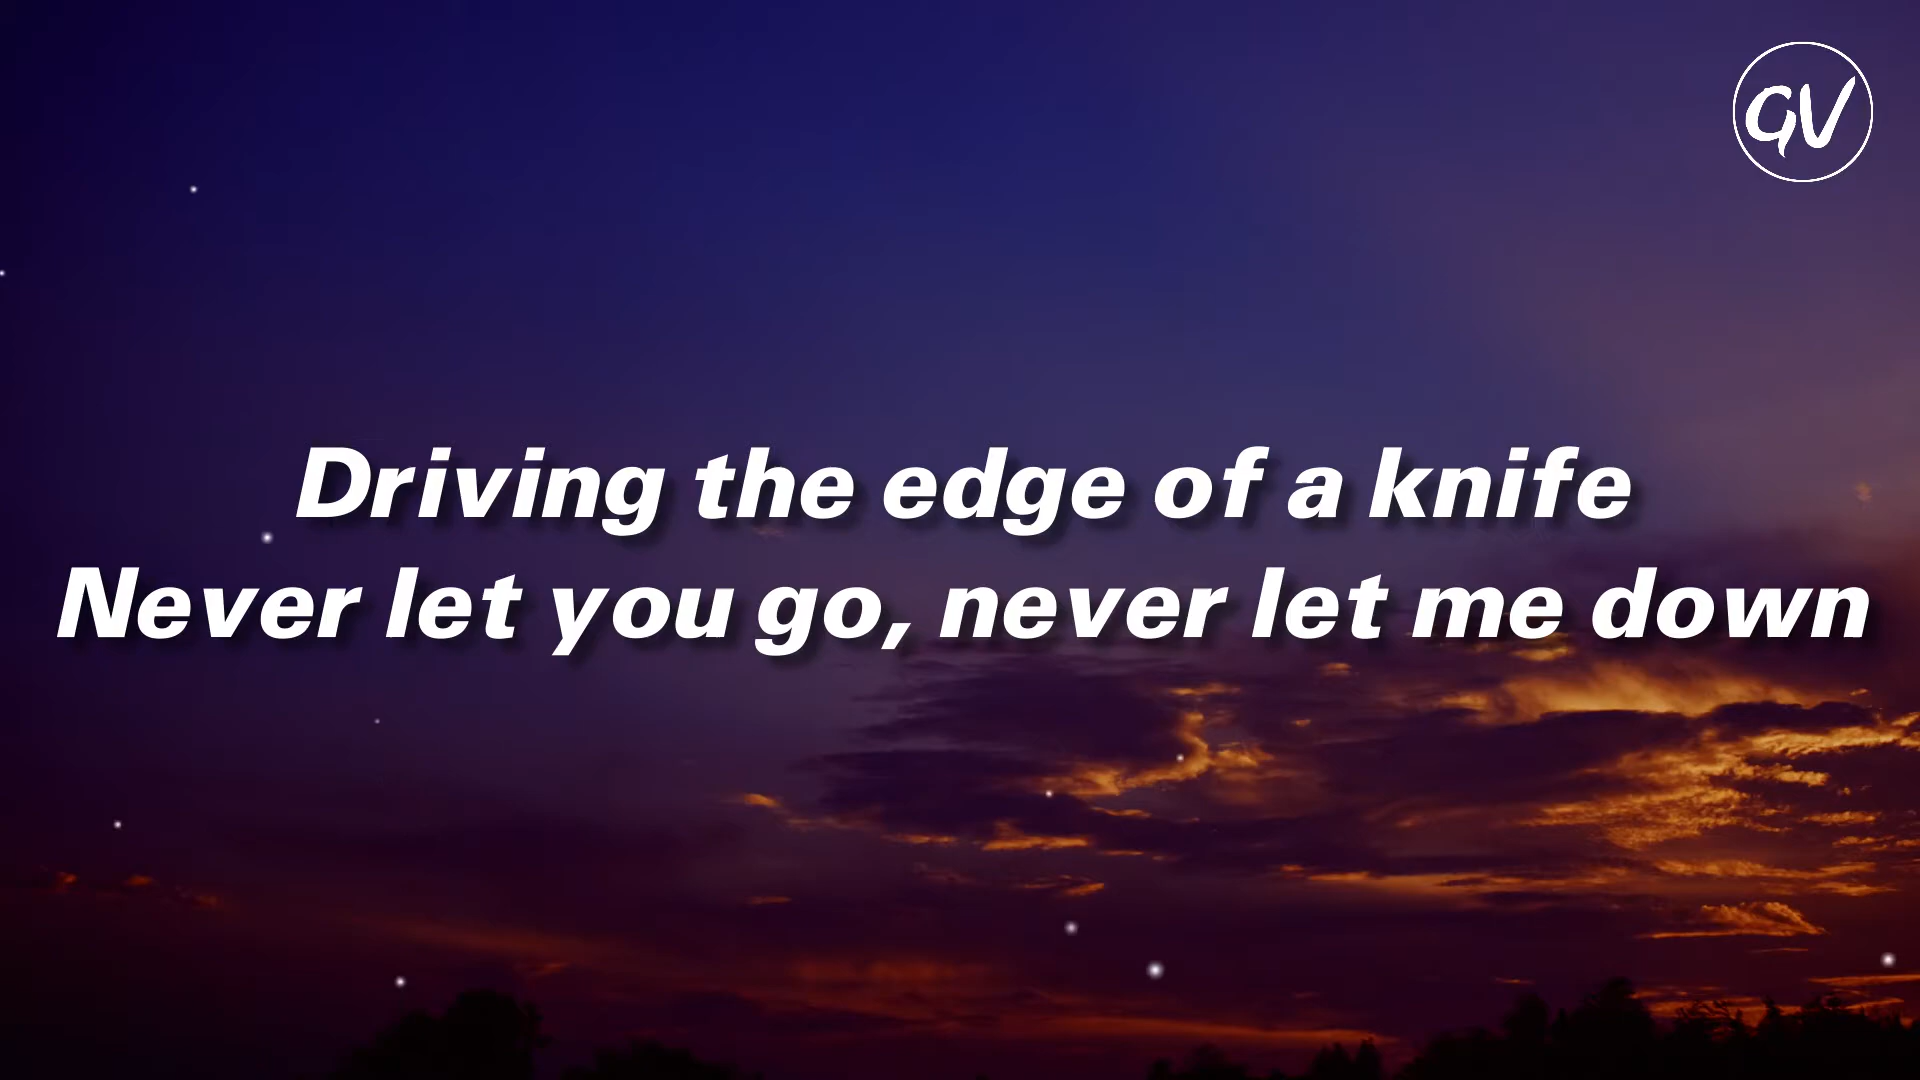 GV
Driving the edge of a knife
Never let you go, never let me down